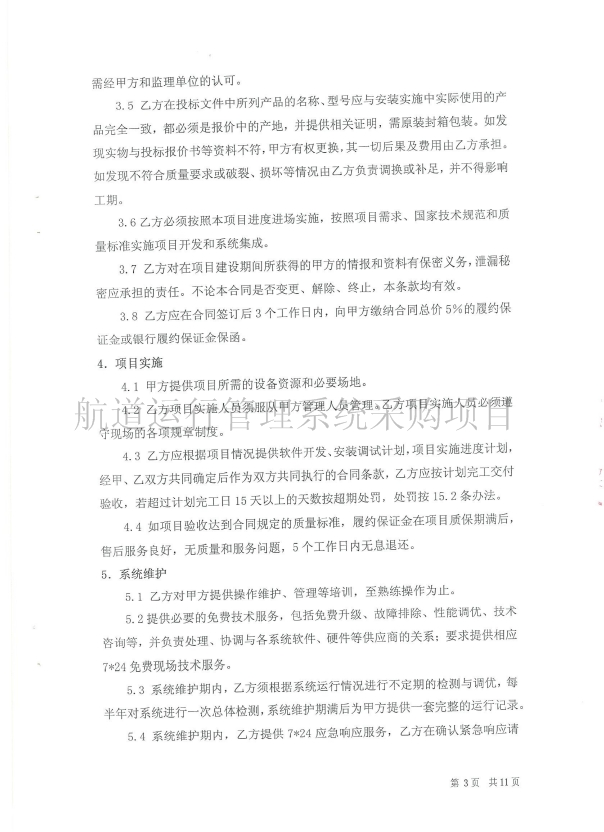 需经甲方和监理单位的认可。
3.5 乙方在投标文件中所列产品的名称、型号应与安装实施中实际使用的产
品完全一致，都必须是报价中的产地，并提供相关证明，需原装封箱包装。如发
现实物与投标报价书等资料不符，甲方有权更换，其一切后果及费用由乙方承担。
如发现不符合质量要求或破裂、损坏等情况由乙方负责调换或补足，并不得影响
工期。
3.6 乙方必须按照本项目进度进场实施，按照项目需求、国家技术规范和质
量标准实施项目开发和系统集成。
3.7 乙方对在项目建设期间所获得的甲方的情报和资料有保密义务，泄漏秘
密应承担的责任。不论本合同是否变更、解除、终止，本条款均有效。
3.8 乙方应在合同签订后 3 个工作日内，向甲方缴纳合同总价 5%的履约保
证金或银行履约保证金保函。
4．项目实施
4.1 甲方提供项目所需的设备资源和必要场地。
航道运行管理系统采购项目
4.2 乙方项目实施人员须服从甲方管理人员管理。乙方项目实施人员必须遵
守现场的各项规章制度。
4.3 乙方应根据项目情况提供软件开发、安装调试计划，项目实施进度计划，
经甲、乙双方共同确定后作为双方共同执行的合同条款，乙方应按计划完工交付
验收，若超过计划完工日 15 天以上的天数按超期处罚，处罚按 15.2 条办法。
4.4 如项目验收达到合同规定的质量标准，履约保证金在项目质保期满后，
售后服务良好，无质量和服务问题，5 个工作日内无息退还。
5．系统维护
5.1 乙方对甲方提供操作维护、管理等培训，至熟练操作为止。
5.2 提供必要的免费技术服务，包括免费升级、故障排除、性能调优、技术
咨询等，并负责处理、协调与各系统软件、硬件等供应商的关系；要求提供相应
7*24 免费现场技术服务。
5.3 系统维护期内，乙方须根据系统运行情况进行不定期的检测与调优，每
半年对系统进行一次总体检测，系统维护期满后为甲方提供一套完整的运行记录。
5.4 系统维护期内，乙方提供 7*24 应急响应服务，乙方在确认紧急响应请
第 3 页 共 11 页